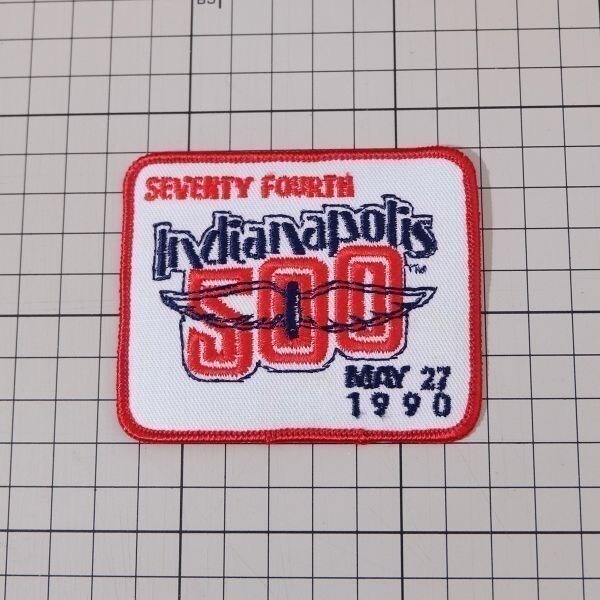 SEVENTY FOURTH
Indianapolis
500
TM
MAY 27
1990